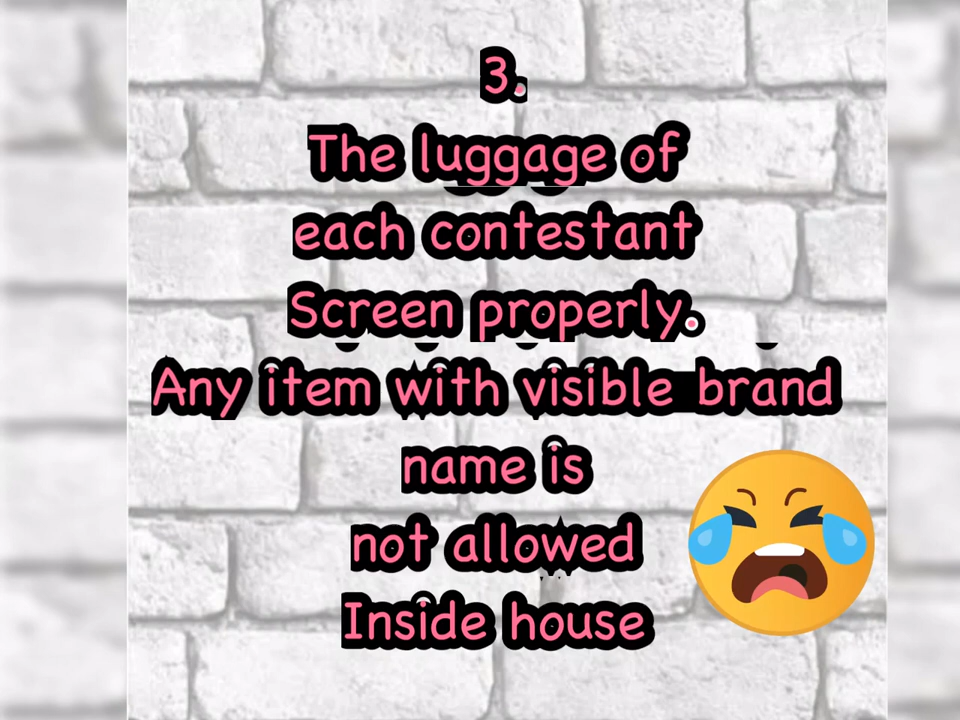 3.
The luggage of
each contestant
Screen properly.
Any item with visible brand
name is
not allowed
Inside house